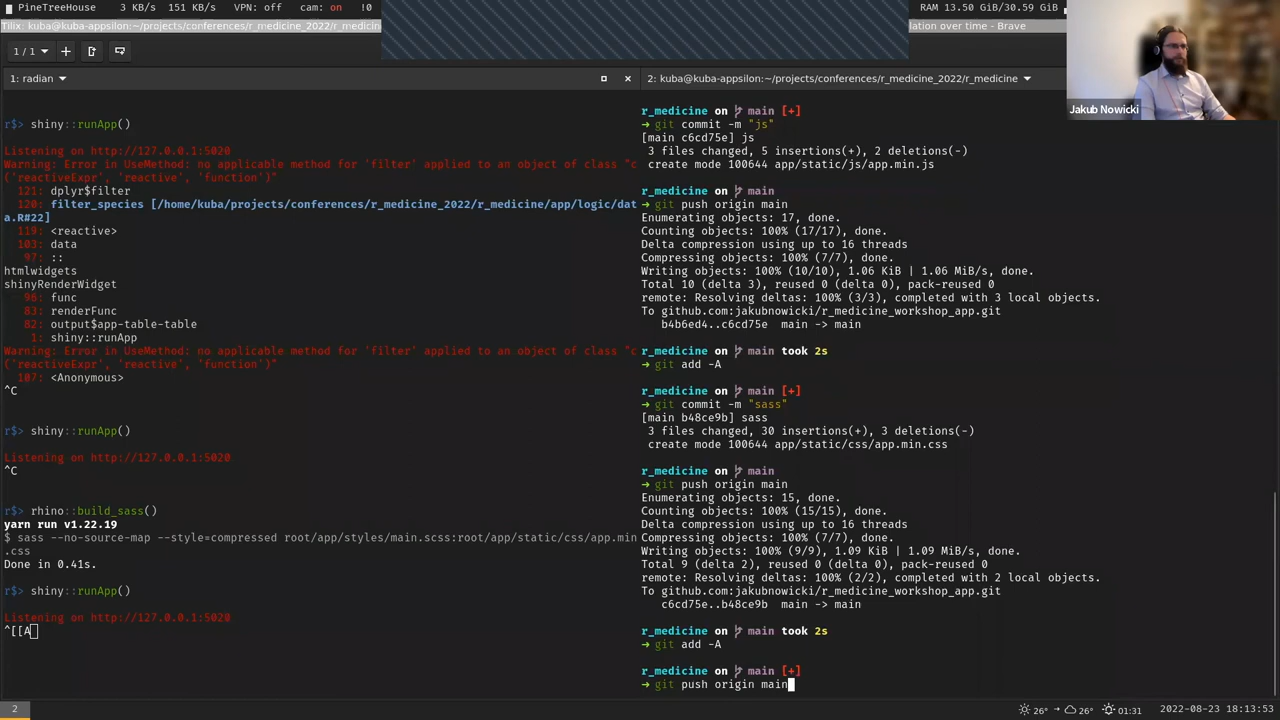 PineTreeHouse 3 KB/s 151 KB/s VPN: off cam: on !0 RAM 13.50 GiB/30.59 GiB
Tilix: kuba@kuba-appsilon:~/projects/conferences/r_medicine_2022/r_medicin lation over time - Brave
1 / 1
1: radian
r$> shiny::runApp()
Listening on http://127.0.0.1:5020
Warning: Error in UseMethod: no applicable method for 'filter' applied to an object of class "c
('reactiveExpr', 'reactive', 'function')"
121: dplyr$filter
120: filter_species [/home/kuba/projects/conferences/r_medicine_2022/r_medicine/app/logic/dat
a.R#22]
119: <reactive>
103: data
97: ::
htmlwidgets
shinyRenderWidget
96: func
83: renderFunc
82: output$app-table-table
1: shiny::runApp
Warning: Error in UseMethod: no applicable method for 'filter' applied to an object of class "c
('reactiveExpr', 'reactive', 'function')"
107: <Anonymous>
^C
r$> shiny::runApp()
Listening on http://127.0.0.1:5020
^C
r$> rhino::build_sass()
yarn run v1.22.19
$ sass --no-source-map --style=compressed root/app/styles/main.scss:root/app/static/css/app.min
.css
Done in 0.41s.
r$> shiny::runApp()
Listening on http://127.0.0.1:5020
^[[A
2: kuba@kuba-appsilon:~/projects/conferences/r_medicine_2022/r_medicine
Jakub Nowicki
r_medicine on main [+]
➜ git commit -m "js"
[main c6cd75e] js
3 files changed, 5 insertions(+), 2 deletions(-)
create mode 100644 app/static/js/app.min.js
r_medicine on main
➜ git push origin main
Enumerating objects: 17, done.
Counting objects: 100% (17/17), done.
Delta compression using up to 16 threads
Compressing objects: 100% (7/7), done.
Writing objects: 100% (10/10), 1.06 KiB | 1.06 MiB/s, done.
Total 10 (delta 3), reused 0 (delta 0), pack-reused 0
remote: Resolving deltas: 100% (3/3), completed with 3 local objects.
To github.com:jakubnowicki/r_medicine_workshop_app.git
b4b6ed4..c6cd75e main -> main
r_medicine on main took 2s
➜ git add -A
r_medicine on main [+]
➜ git commit -m "sass"
[main b48ce9b] sass
3 files changed, 30 insertions(+), 3 deletions(-)
create mode 100644 app/static/css/app.min.css
r_medicine on main
➜ git push origin main
Enumerating objects: 15, done.
Counting objects: 100% (15/15), done.
Delta compression using up to 16 threads
Compressing objects: 100% (7/7), done.
Writing objects: 100% (9/9), 1.09 KiB | 1.09 MiB/s, done.
Total 9 (delta 2), reused 0 (delta 0), pack-reused 0
remote: Resolving deltas: 100% (2/2), completed with 2 local objects.
To github.com:jakubnowicki/r_medicine_workshop_app.git
c6cd75e..b48ce9b main -> main
r_medicine on main took 2s
➜ git add -A
r_medicine on main [+]
➜ git push origin main
2 26° → 26° 01:31 2022-08-23 18:13:53